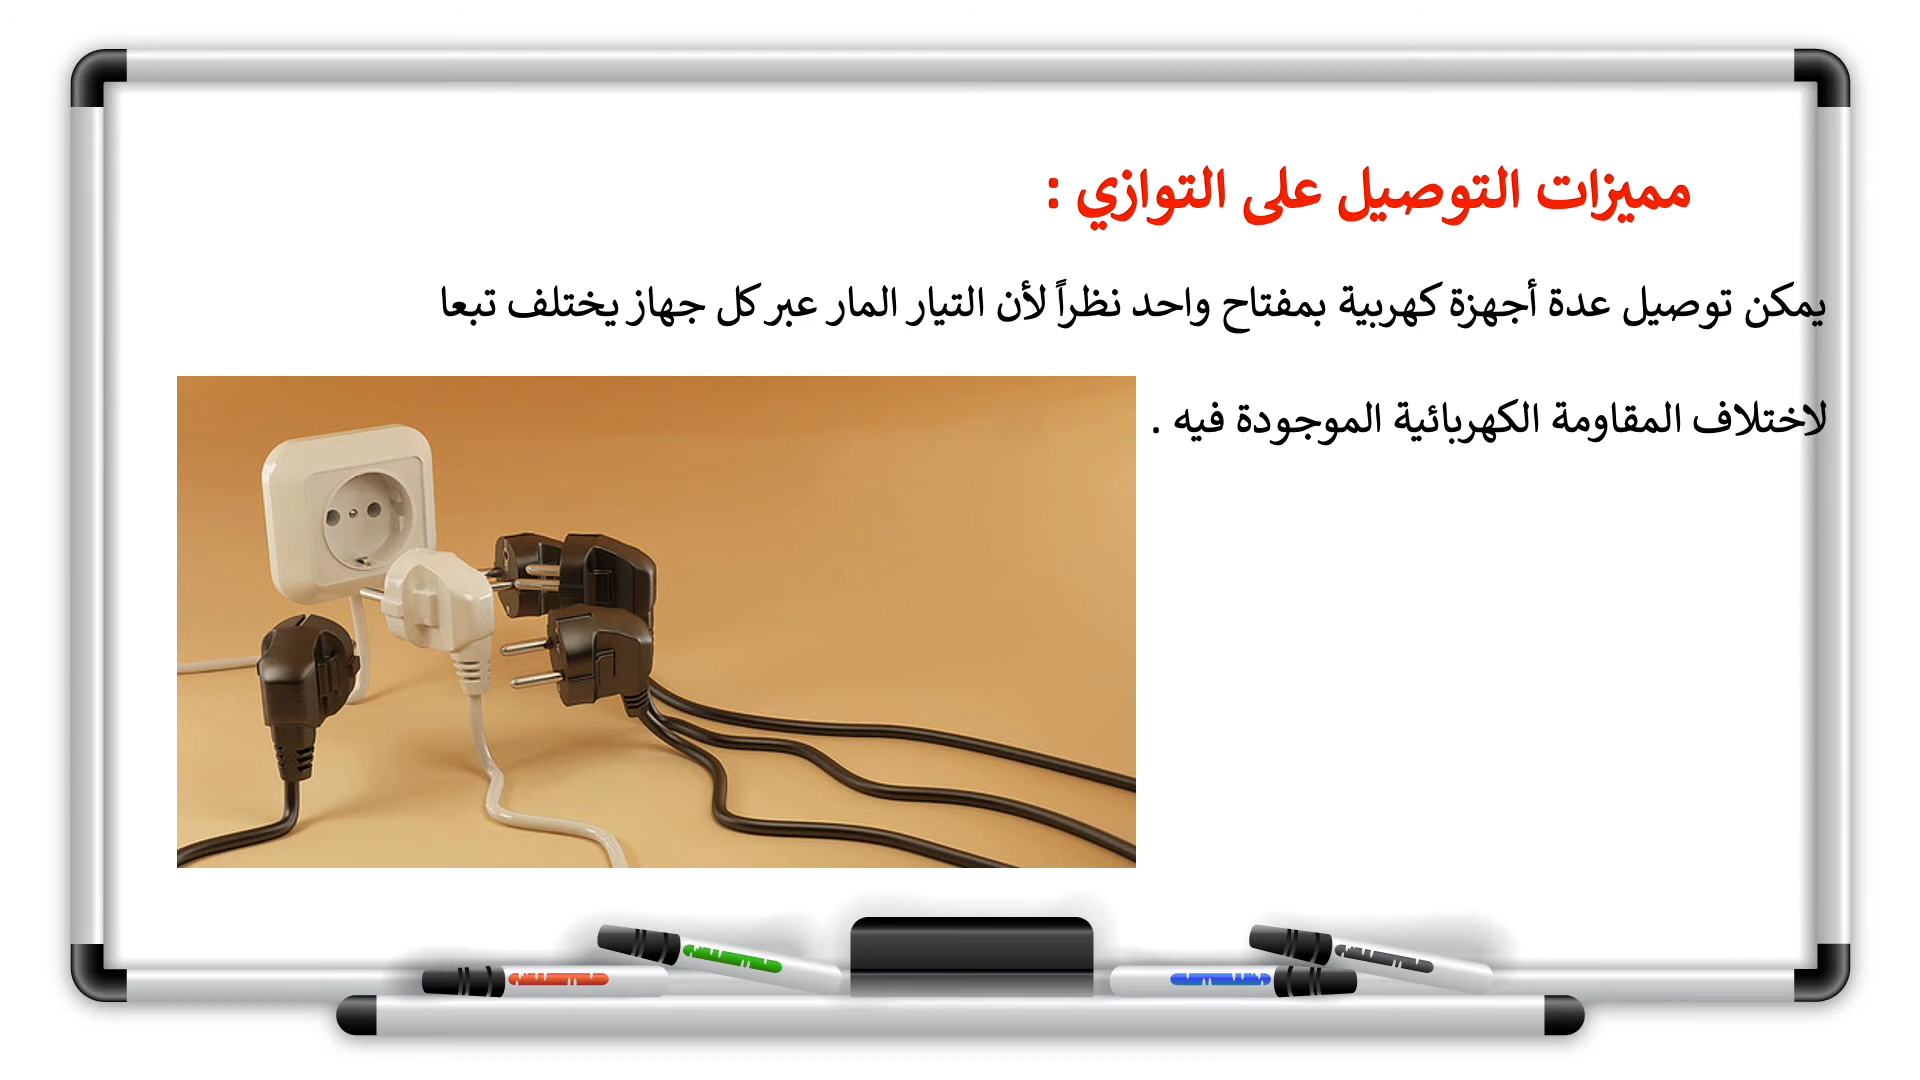 مميزات التوصيل على التوازي :
يمكن توصيل عدة أجهزة كهربية بمفتاح واحد نظراً لأن التيار المار عبر كل جهاز يختلف تبعا
لاختلاف المقاومة الكهربائية الموجودة فيه .